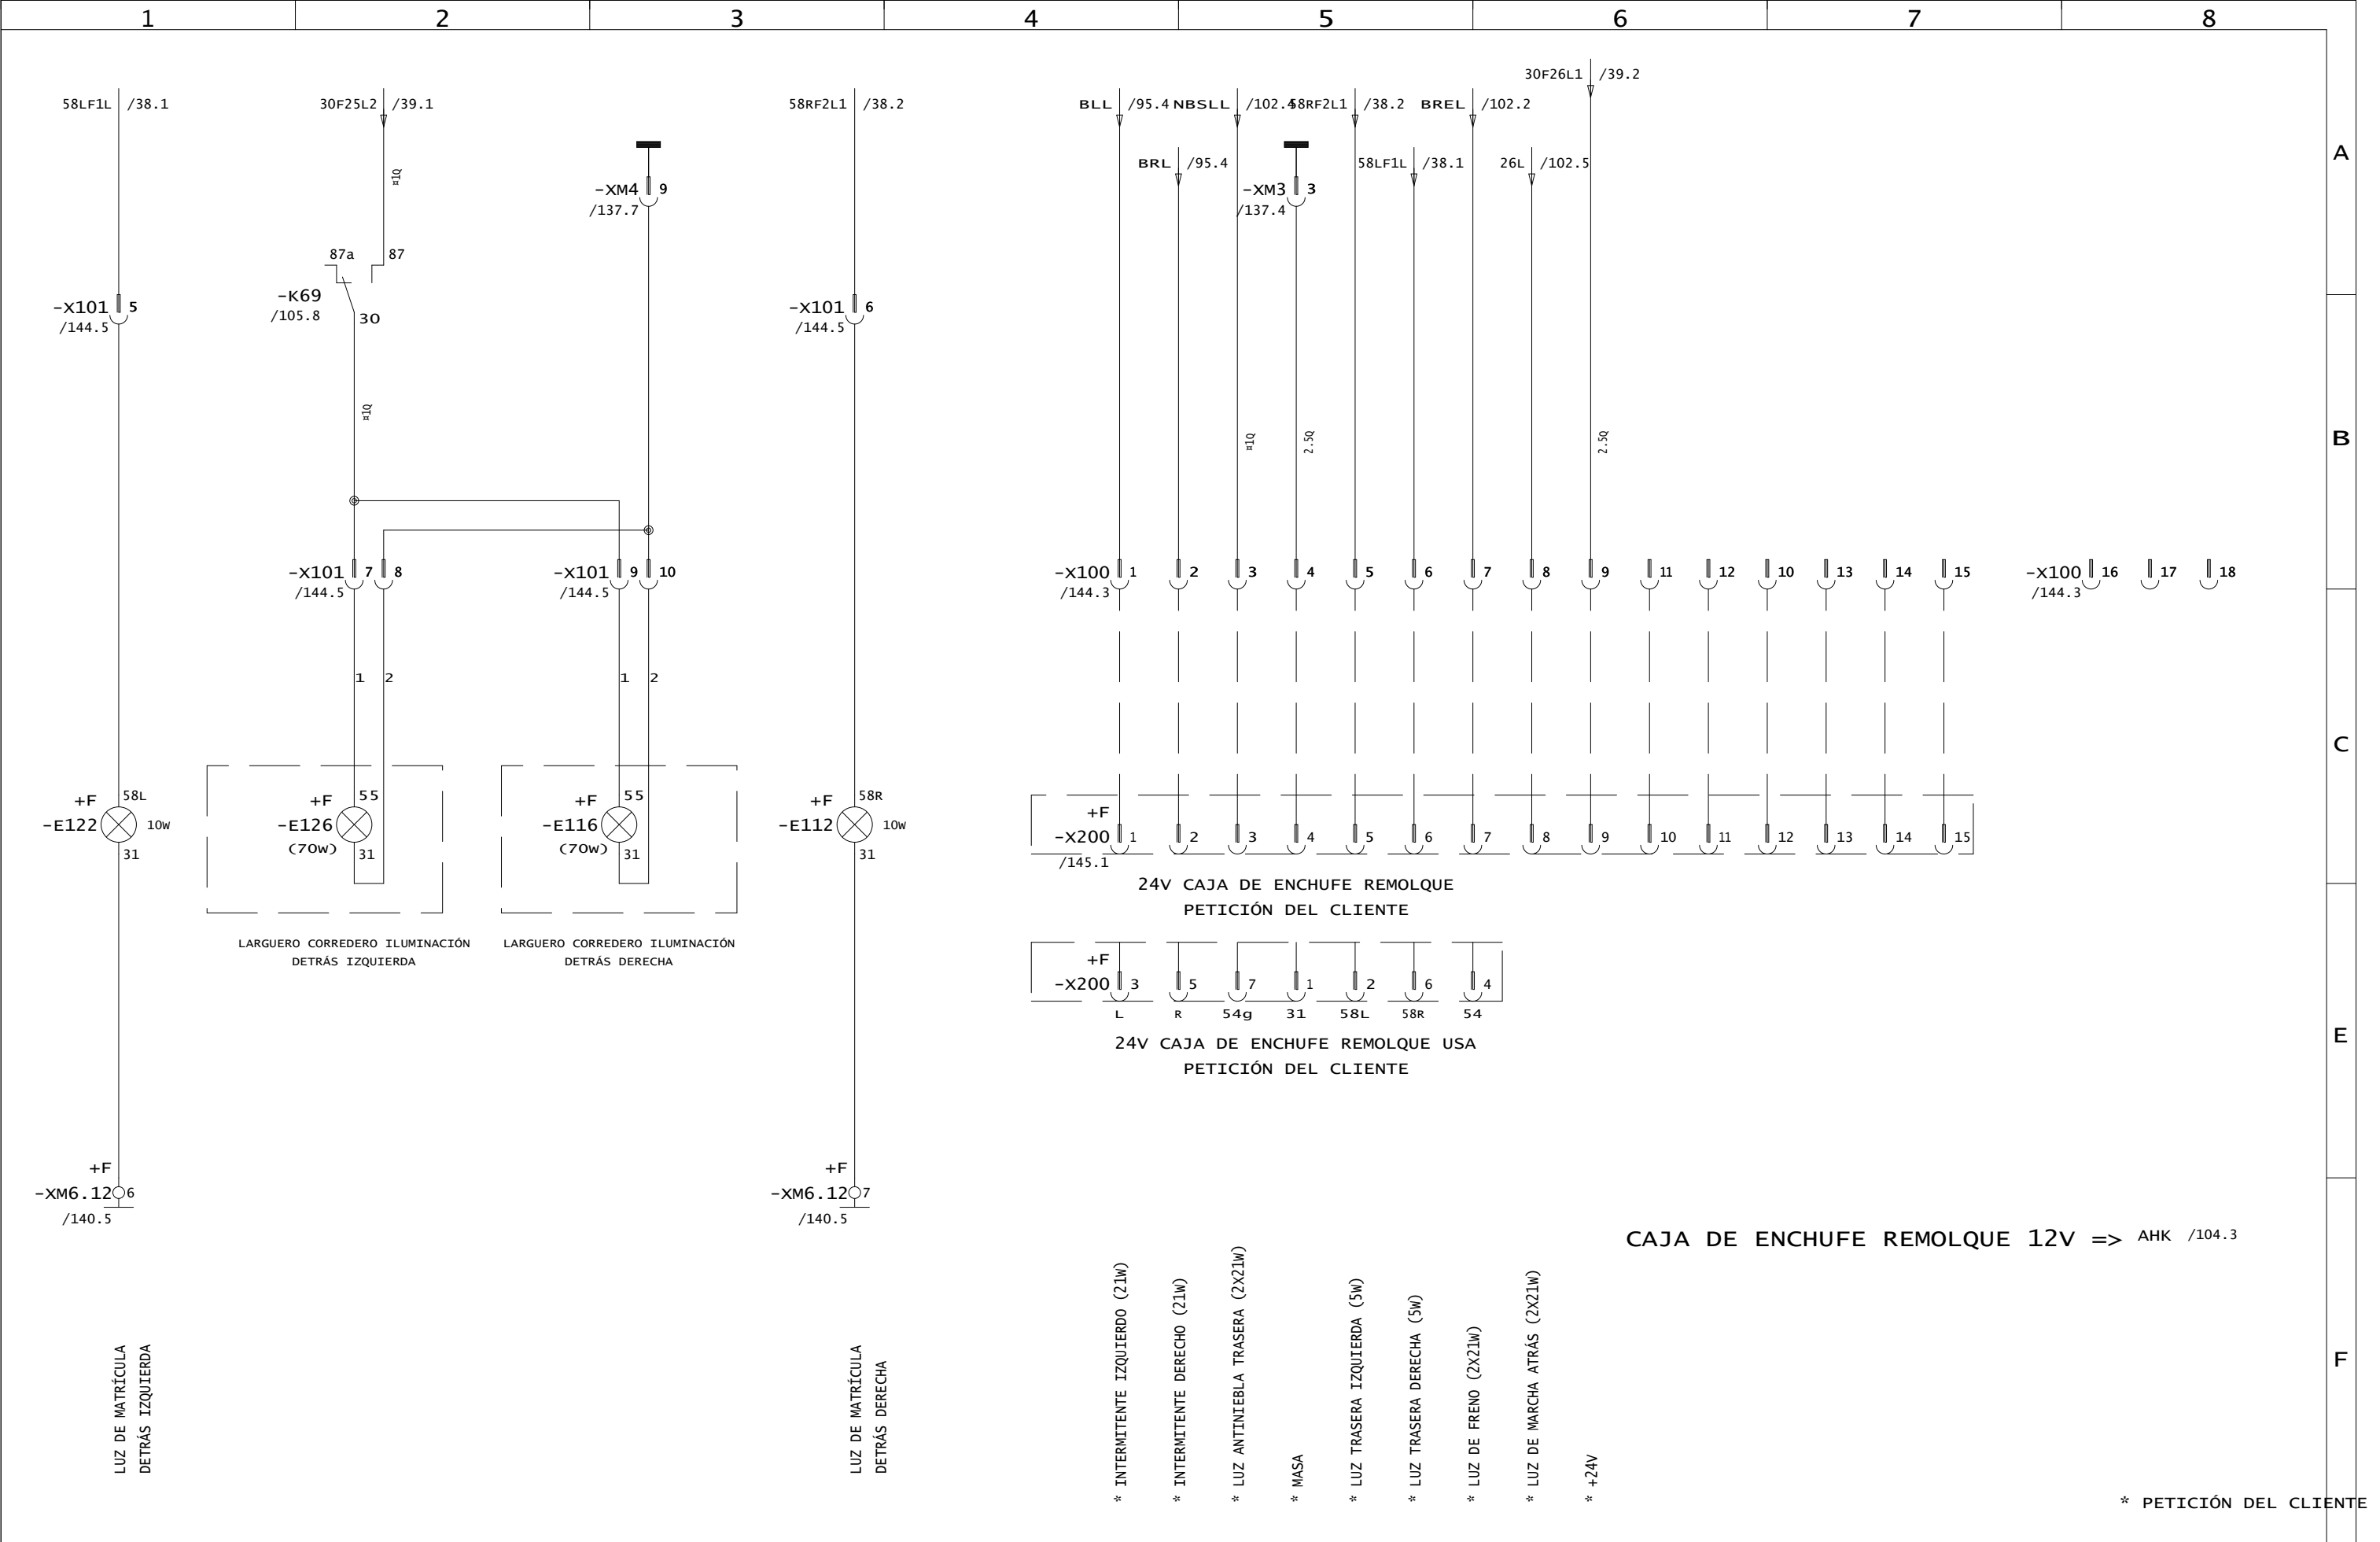 1 2 3 4 5 6 7 8
30F26L1 /39.2
58LF1L /38.1 30F25L2 /39.1 58RF2L1 /38.2 BLL /95.4 NBSLL /102.4 58RF2L1 /38.2 BREL /102.2
A
BRL /95.4 58LF1L /38.1 26L /102.5
¤1Q
-XM4 9 -XM3 3
/137.7 /137.4
87a 87
-K69
/105.8 30
-X101 5 -X101 6
/144.5 /144.5
¤1Q ¤1Q 2.5Q 2.5Q
B
-X101 7 8 -X101 9 10 -X100 1 2 3 4 5 6 7 8 9 11 12 10 13 14 15 -X100 16 17 18
/144.5 /144.5 /144.3 /144.3
1 2 1 2
C
58L 55 55 58R
+F +F +F +F +F
-E122 10W -E126 -E116 -E112 10W
(70W) (70W)
31 31 31 31
-X200 1 2 3 4 5 6 7 8 9 10 11 12 13 14 15
/145.1
24V CAJA DE ENCHUFE REMOLQUE
PETICIÓN DEL CLIENTE
LARGUERO CORREDERO ILUMINACIÓN
DETRÁS IZQUIERDA
LARGUERO CORREDERO ILUMINACIÓN
DETRÁS DERECHA
+F
-X200 3 5 7 1 2 6 4
L R 54g 31 58L 58R 54
24V CAJA DE ENCHUFE REMOLQUE USA
PETICIÓN DEL CLIENTE
E
+F +F
-XM6.12 6 -XM6.12 7
/140.5 /140.5
CAJA DE ENCHUFE REMOLQUE 12V => AHK /104.3
F
LUZ DE MATRÍCULA
DETRÁS IZQUIERDA
LUZ DE MATRÍCULA
DETRÁS DERECHA
* INTERMITENTE IZQUIERDO (21W)
* INTERMITENTE DERECHO (21W)
* LUZ ANTINIEBLA TRASERA (2X21W)
* MASA
* LUZ TRASERA IZQUIERDA (5W)
* LUZ TRASERA DERECHA (5W)
* LUZ DE FRENO (2X21W)
* LUZ DE MARCHA ATRÁS (2X21W)
* +24V
* PETICIÓN DEL CLIENTE